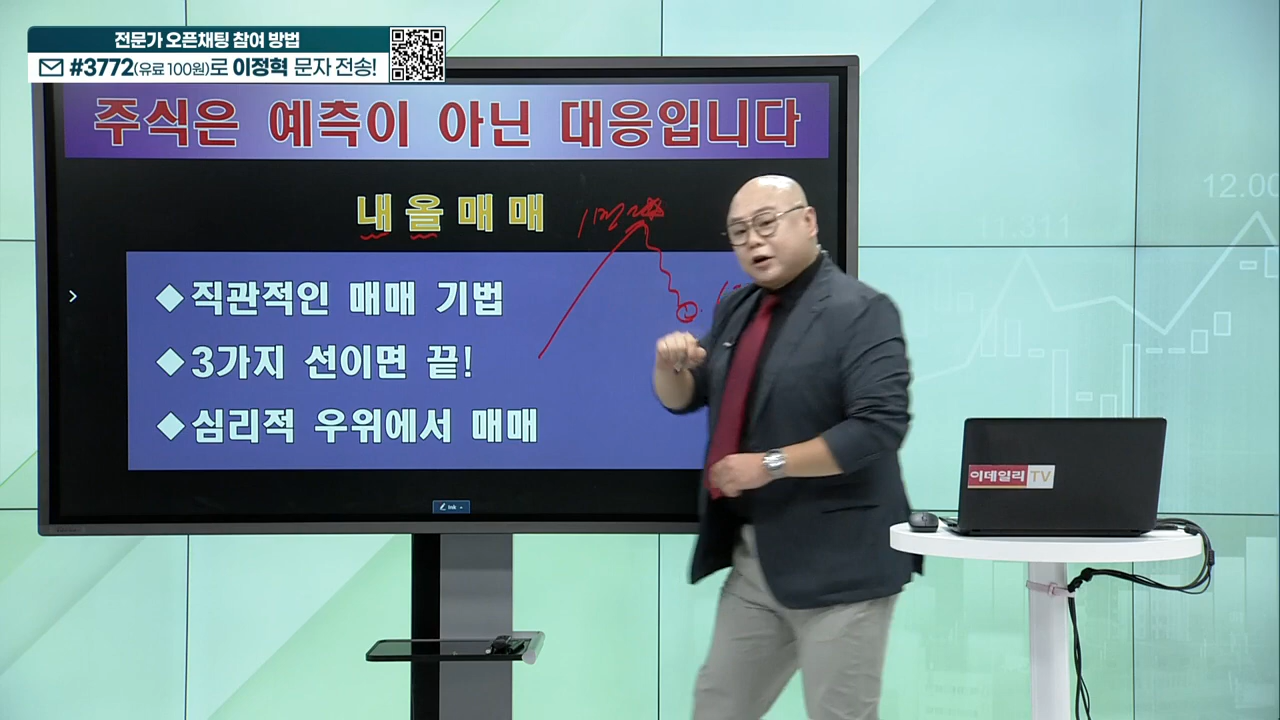 전문가 오픈채팅 참여 방법
#3772(유료 100원)로 이정혁 문자 전송!
주식은 예측이 아닌 대응입니다
내올매매
◆직관적인 매매 기법
◆3가지 선이면 끝!
◆심리적 우위에서 매매
Ink
이데일리 TV
11.31
12.00